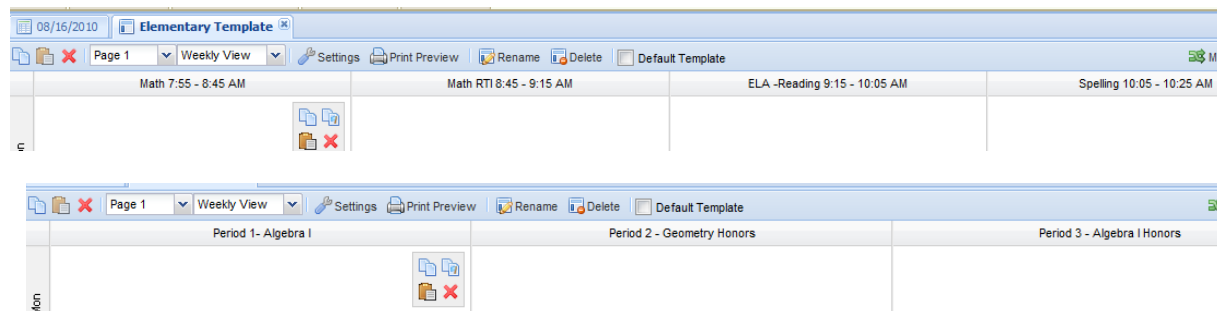 08/16/2010 Elementary Template
Page 1 Weekly View Settings Print Preview Rename Delete Default Template M
Math 7:55 - 8:45 AM Math RTI 8:45 - 9:15 AM ELA -Reading 9:15 - 10:05 AM Spelling 10:05 - 10:25 AM
Page 1 Weekly View Settings Print Preview Rename Delete Default Template
Period 1- Algebra I Period 2 - Geometry Honors Period 3 - Algebra I Honors
Mon